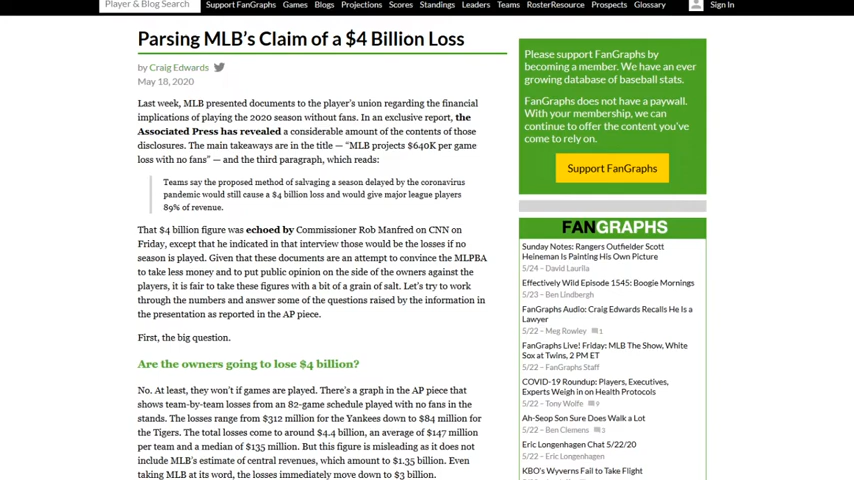 Player & Blog Search
Support FanGraphs Games Blogs Projections Scores Standings Leaders Teams RosterResource Prospects Glossary Sign In
Parsing MLB's Claim of a $4 Billion Loss
by Craig Edwards
May 18, 2020
Last week, MLB presented documents to the player's union regarding the financial
implications of playing the 2020 season without fans. In an exclusive report, the
Associated Press has revealed a considerable amount of the contents of those
disclosures. The main takeaways are in the title — "MLB projects $640K per game
loss with no fans" — and the third paragraph, which reads:
Teams say the proposed method of salvaging a season delayed by the coronavirus
pandemic would still cause a $4 billion loss and would give major league players
89% of revenue.
That $4 billion figure was echoed by Commissioner Rob Manfred on CNN on
Friday, except that he indicated in that interview those would be the losses if no
season is played. Given that these documents are an attempt to convince the MLPBA
to take less money and to put public opinion on the side of the owners against the
players, it is fair to take these figures with a bit of a grain of salt. Let's try to work
through the numbers and answer some of the questions raised by the information in
the presentation as reported in the AP piece.
First, the big question.
Are the owners going to lose $4 billion?
No. At least, they won't if games are played. There's a graph in the AP piece that
shows team-by-team losses from an 82-game schedule played with no fans in the
stands. The losses range from $312 million for the Yankees down to $84 million for
the Tigers. The total losses come to around $4.4 billion, an average of $147 million
per team and a median of $135 million. But this figure is misleading as it does not
include MLB's estimate of central revenues, which amount to $1.35 billion. Even
taking MLB at its word, the losses immediately move down to $3 billion.
Please support FanGraphs by
becoming a member. We have an ever
growing database of baseball stats.
FanGraphs does not have a paywall.
With your membership, we can
continue to offer the content you've
come to rely on.
Support FanGraphs
FANGRAPHS
Sunday Notes: Rangers Outfielder Scott
Heineman Is Painting His Own Picture
5/24 – David Laurila
Effectively Wild Episode 1545: Boogie Mornings
5/23 – Ben Lindbergh
FanGraphs Audio: Craig Edwards Recalls He Is a
Lawyer
5/22 – Meg Rowley 1
FanGraphs Live! Friday: MLB The Show, White
Sox at Twins, 2 PM ET
5/22 – FanGraphs Staff
COVID-19 Roundup: Players, Executives,
Experts Weigh in on Health Protocols
5/22 – Tony Wolfe 9
Ah-Seop Son Sure Does Walk a Lot
5/22 – Ben Clemens 3
Eric Longenhagen Chat 5/22/20
5/22 – Eric Longenhagen
KBO's Wyverns Fail to Take Flight